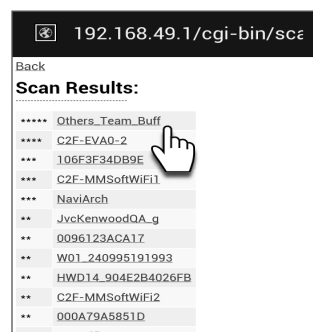 192.168.49.1/cgi-bin/sca
Back
Scan Results:
***** Others_Team_Buff
**** C2F-EVA0-2
*** 106F3F34DB9E
*** C2F-MMSoftWiFi1
*** NaviArch
** JvcKenwoodQA_g
** 0096123ACA17
** W01_240995191993
** HWD14_904E2B4026FB
** C2F-MMSoftWiFi2
** 000A79A5851D